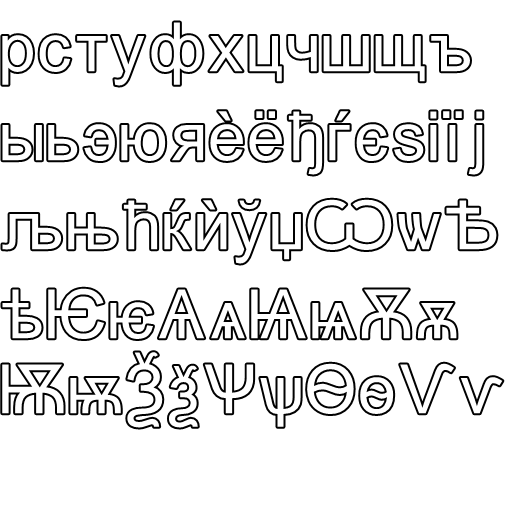 рстуфхцчшщъ
ыьэюяѐёђѓєѕіїј
љњћќѝўџѠѡѢ
ѣѤѥѦѧѨѩѪѫ
ѬѭѮѯѰѱѲѳѴѵ